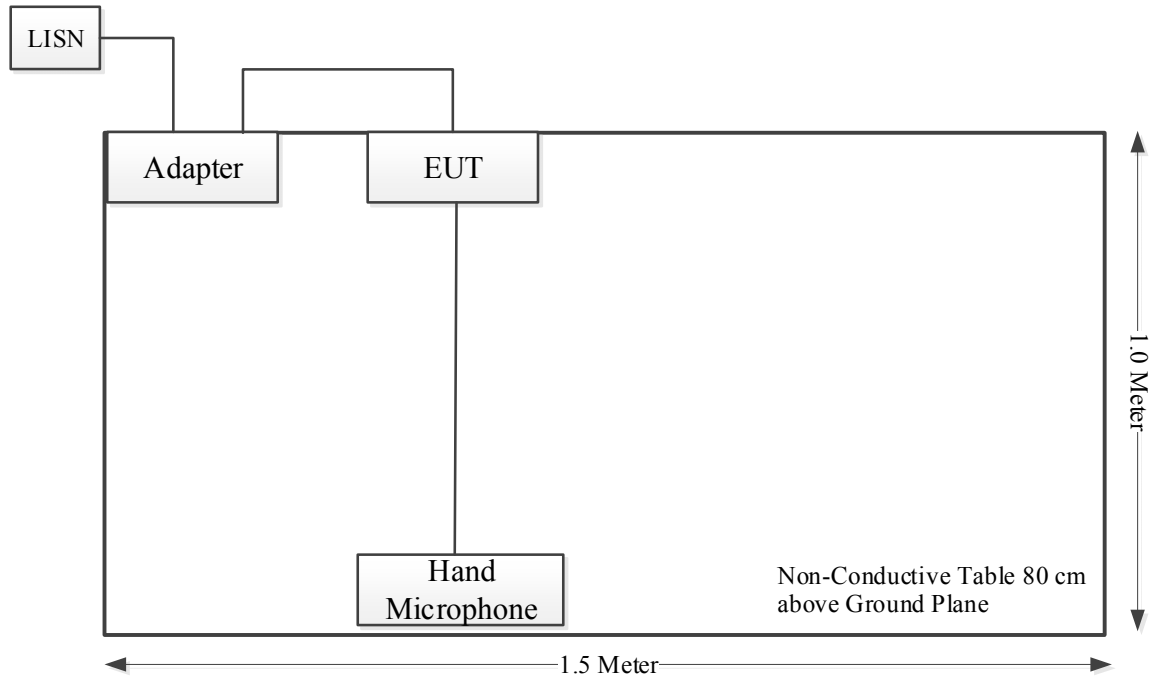 LISN
Adapter
EUT
Hand
Microphone
Non-Conductive Table 80 cm
above Ground Plane
1.0 Meter
1.5 Meter